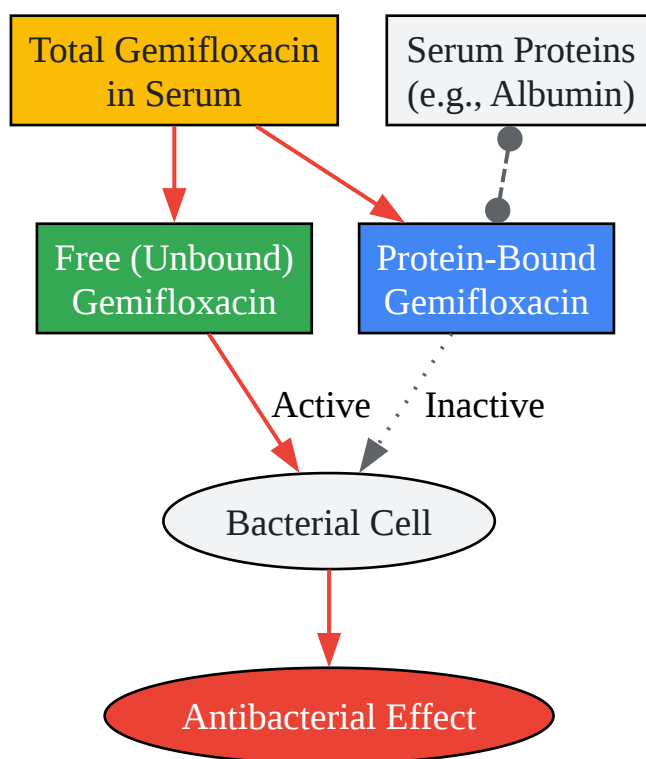 Total Gemifloxacin
in Serum
Serum Proteins
(e.g., Albumin)
Free (Unbound)
Gemifloxacin
Protein-Bound
Gemifloxacin
Active
Inactive
Bacterial Cell
Antibacterial Effect